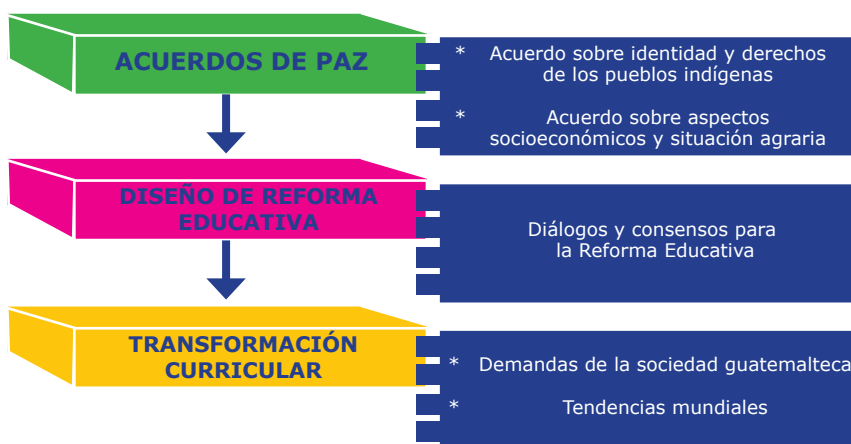 ACUERDOS DE PAZ
* Acuerdo sobre identidad y derechos
de los pueblos indígenas
* Acuerdo sobre aspectos
socioeconómicos y situación agraria
DISEÑO DE REFORMA
EDUCATIVA
Diálogos y consensos para
la Reforma Educativa
TRANSFORMACIÓN
CURRICULAR
* Demandas de la sociedad guatemalteca
* Tendencias mundiales